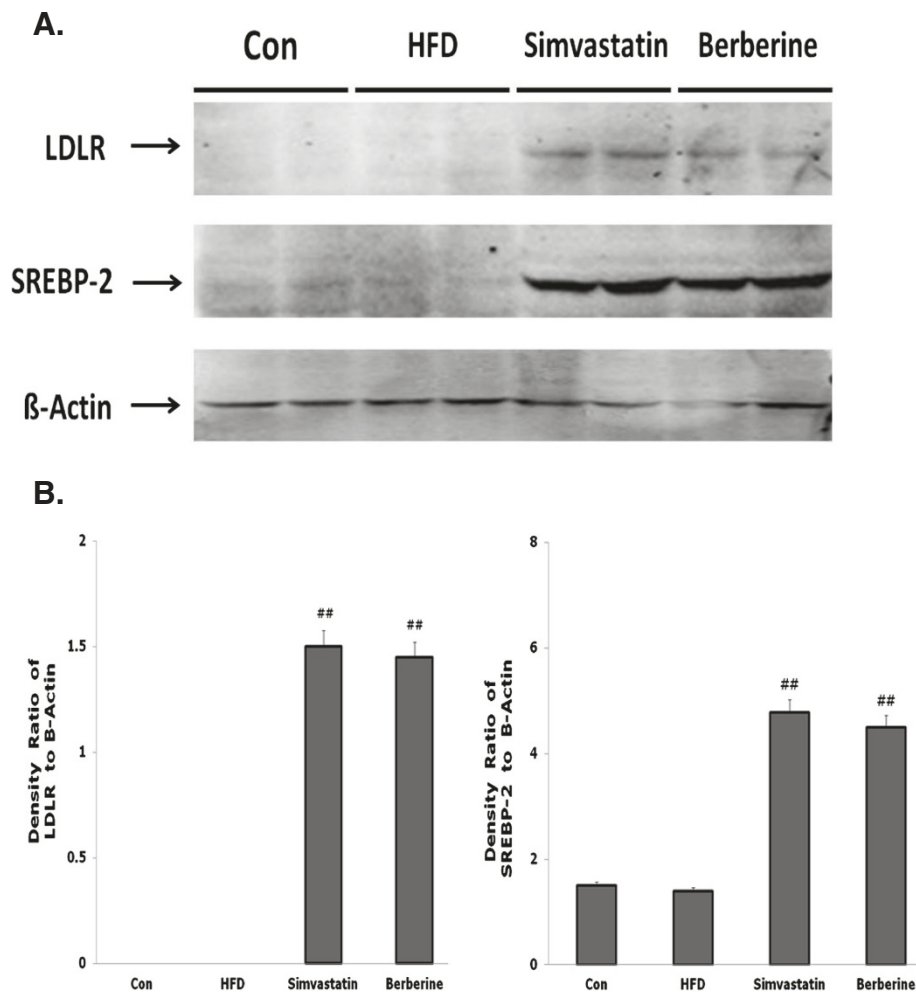 A.
Con HFD Simvastatin Berberine
LDLR
SREBP-2
ß-Actin
B.
2
1.5
1
0.5
0
Density Ratio of
LDLR to B-Actin
##
##
Con HFD Simvastatin Berberine
8
6
4
2
0
Density Ratio of
SREBP-2 to B-Actin
##
##
Con HFD Simvastatin Berberine